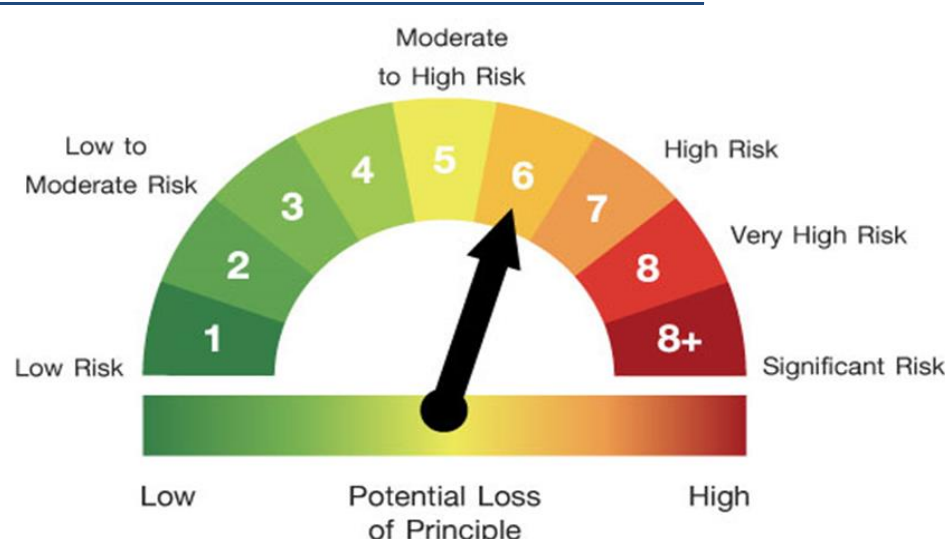 Moderate
to High Risk
Low to
Moderate Risk
High Risk
Very High Risk
Low Risk
Significant Risk
1
2
3
4
5
6
7
8
8+
Low
Potential Loss
of Principle
High